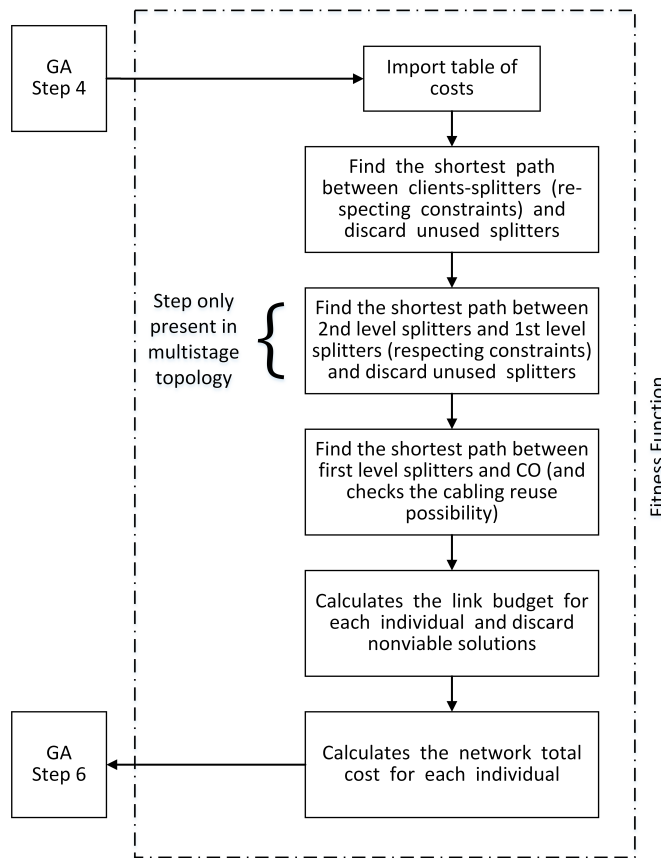 GA
Step 4
Import table of
costs
Find the shortest path
between clients-splitters (re-
specting constraints) and
discard unused splitters
Step only
present in
multistage
topology
Find the shortest path between
2nd level splitters and 1st level
splitters (respecting constraints)
and discard unused splitters
Find the shortest path between
first level splitters and CO (and
checks the cabling reuse
possibility)
Fitness Function
Calculates the link budget for
each individual and discard
nonviable solutions
GA
Step 6
Calculates the network total
cost for each individual